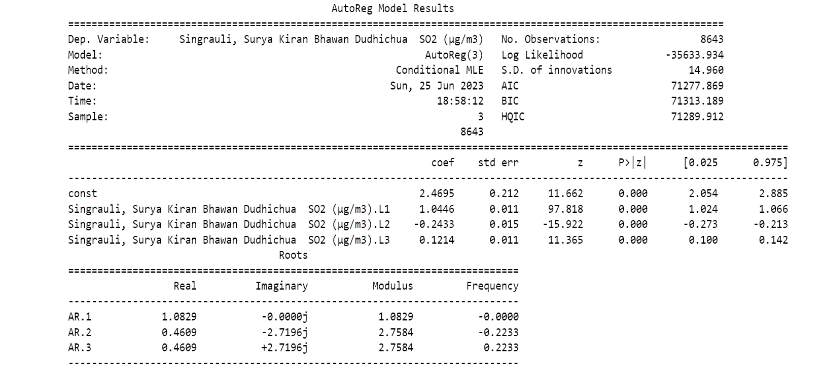 AutoReg Model Results
Dep. Variable: Singrauli, Surya Kiran Bhawan Dudhichua SO2 (µg/m3) No. Observations: 8643
Model: AutoReg(3) Log Likelihood -35633.934
Method: Conditional MLE S.D. of innovations 14.960
Date: Sun, 25 Jun 2023 AIC 71277.869
Time: 18:58:12 BIC 71313.189
Sample: 3 HQIC 71289.912
8643
coef std err z P>|z| [0.025 0.975]
const 2.4695 0.212 11.662 0.000 2.054 2.885
Singrauli, Surya Kiran Bhawan Dudhichua SO2 (µg/m3).L1 1.0446 0.011 97.818 0.000 1.024 1.066
Singrauli, Surya Kiran Bhawan Dudhichua SO2 (µg/m3).L2 -0.2433 0.015 -15.922 0.000 -0.273 -0.213
Singrauli, Surya Kiran Bhawan Dudhichua SO2 (µg/m3).L3 0.1214 0.011 11.365 0.000 0.100 0.142
Roots
Real Imaginary Modulus Frequency
AR.1 1.0829 -0.0000j 1.0829 -0.0000
AR.2 0.4609 -2.7196j 2.7584 -0.2233
AR.3 0.4609 +2.7196j 2.7584 0.2233